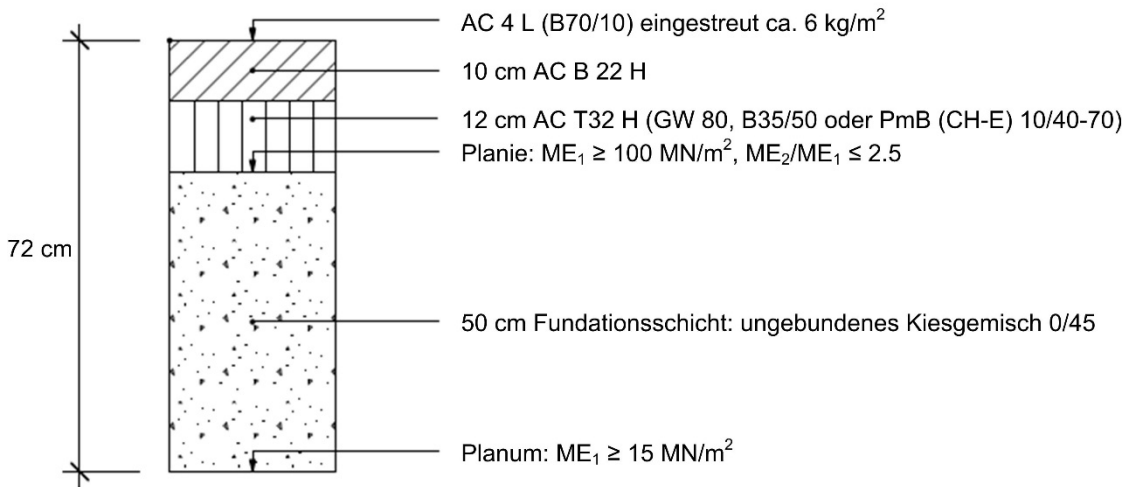 AC 4 L (B70/10) eingestreut ca. 6 kg/m²
10 cm AC B 22 H
12 cm AC T32 H (GW 80, B35/50 oder PmB (CH-E) 10/40-70)
Planie: ME₁ ≥ 100 MN/m², ME₂/ME₁ ≤ 2.5
72 cm
50 cm Fundationsschicht: ungebundenes Kiesgemisch 0/45
Planum: ME₁ ≥ 15 MN/m²